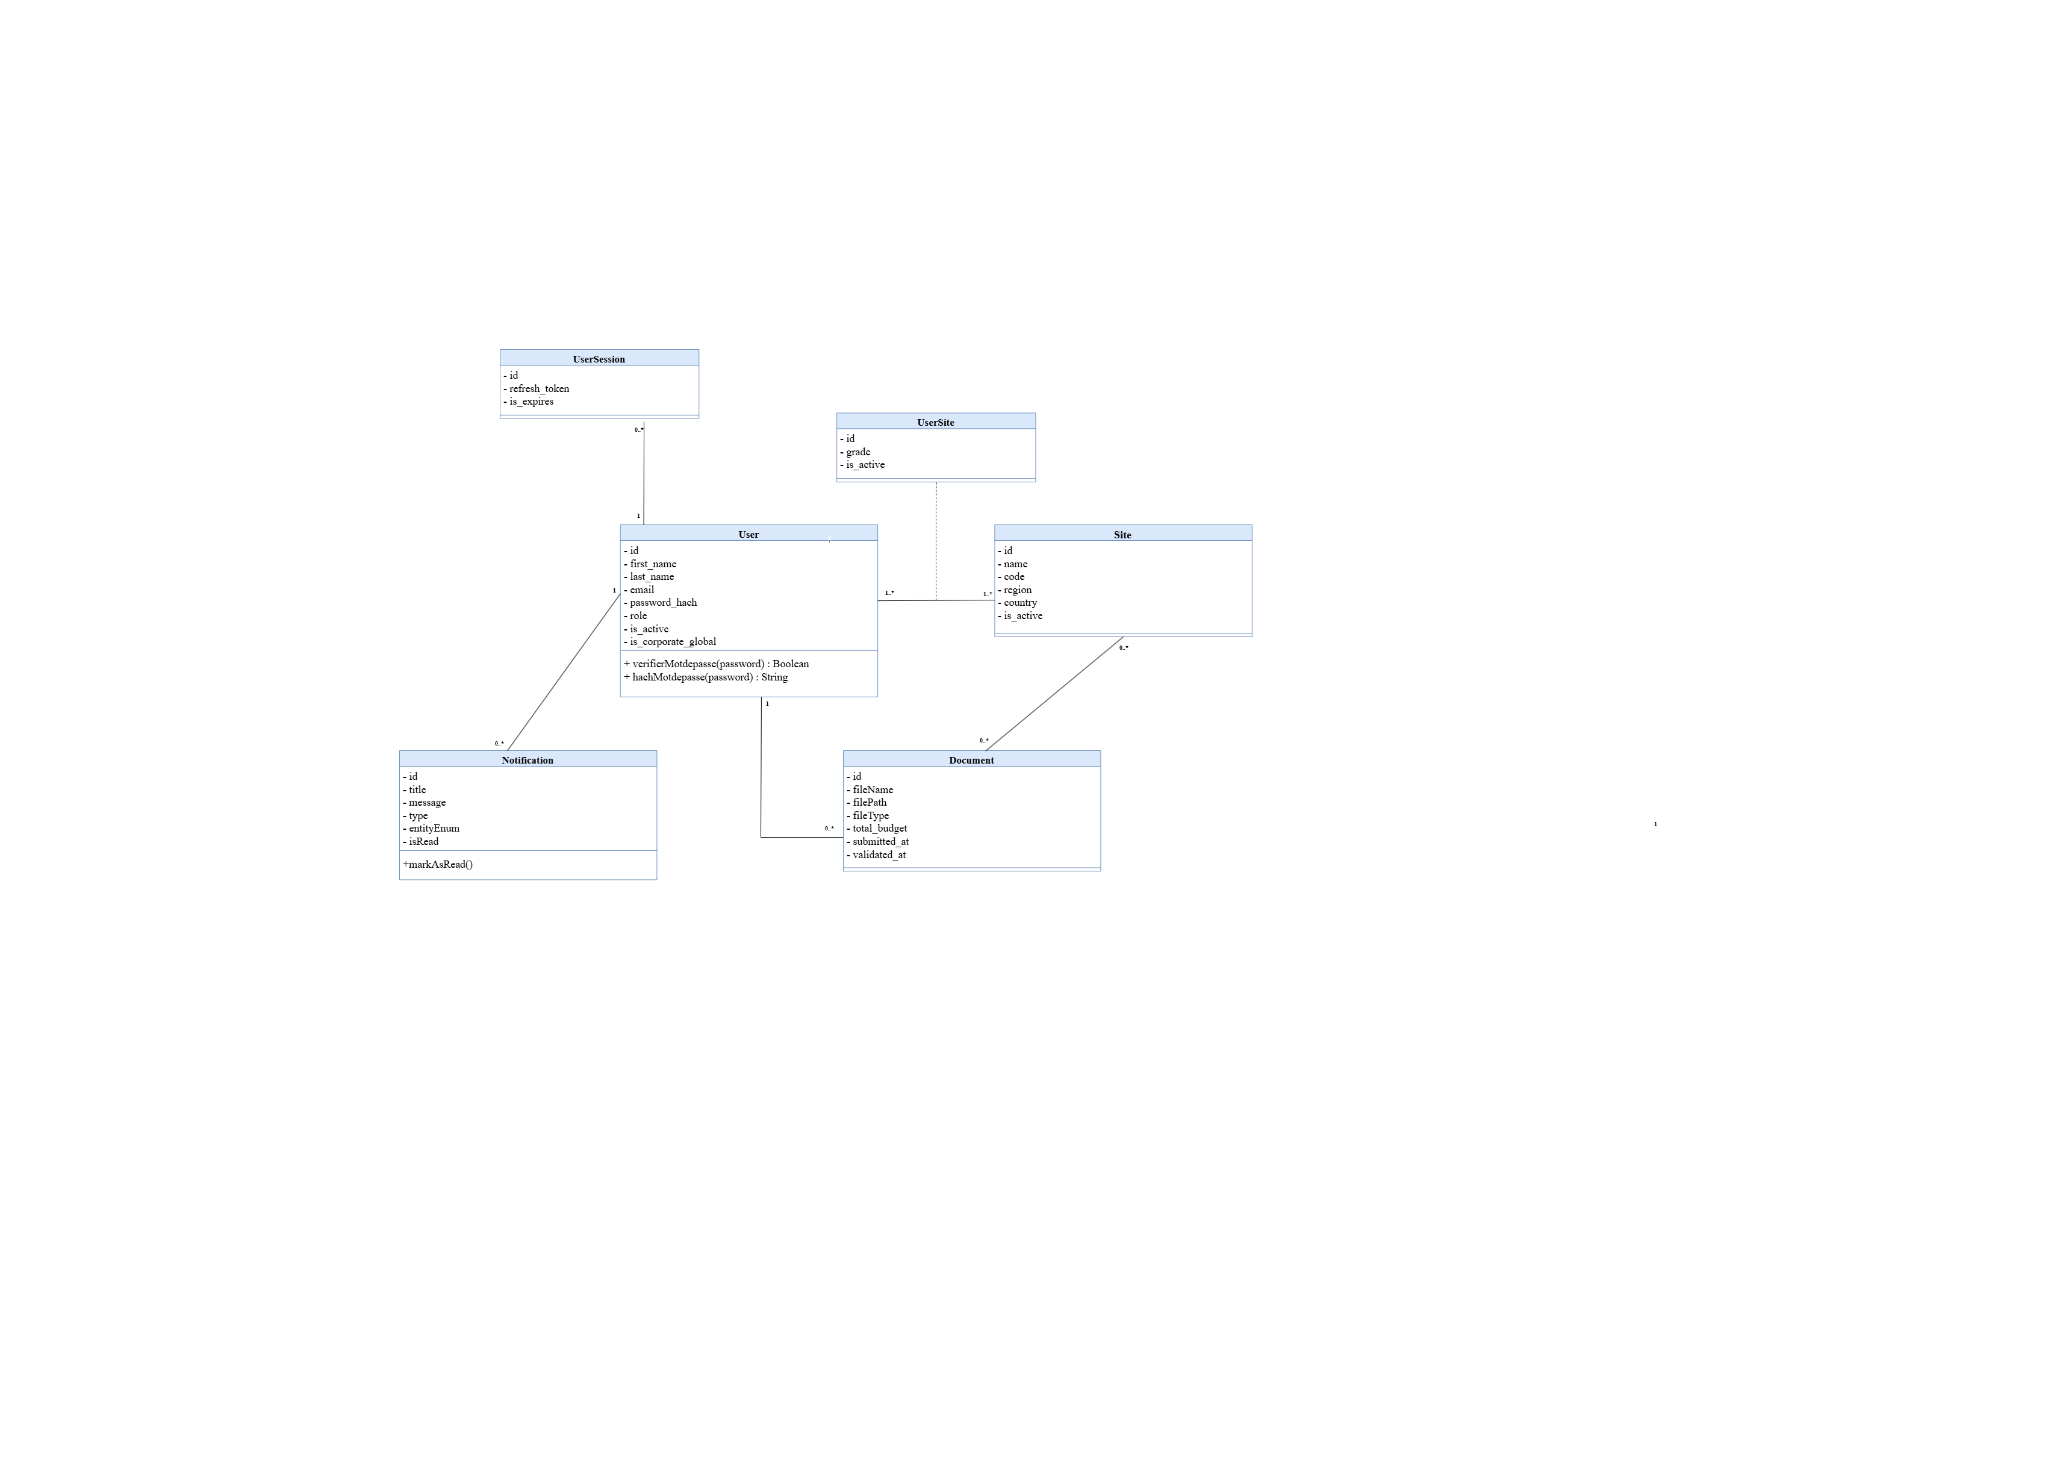 UserSession
- id
- refresh_token
- is_expires
0..*
1
UserSite
- id
- grade
- is_active
User
- id
- first_name
- last_name
- email
- password_hach
- role
- is_active
- is_corporate_global
+ verifierMotdepasse(password) : Boolean
+ hachMotdepasse(password) : String
1..*
1..*
Site
- id
- name
- code
- region
- country
- is_active
1
0..*
1
0..*
0..*
0..*
Notification
- id
- title
- message
- type
- entityEnum
- isRead
+markAsRead()
Document
- id
- fileName
- filePath
- fileType
- total_budget
- submitted_at
- validated_at
1